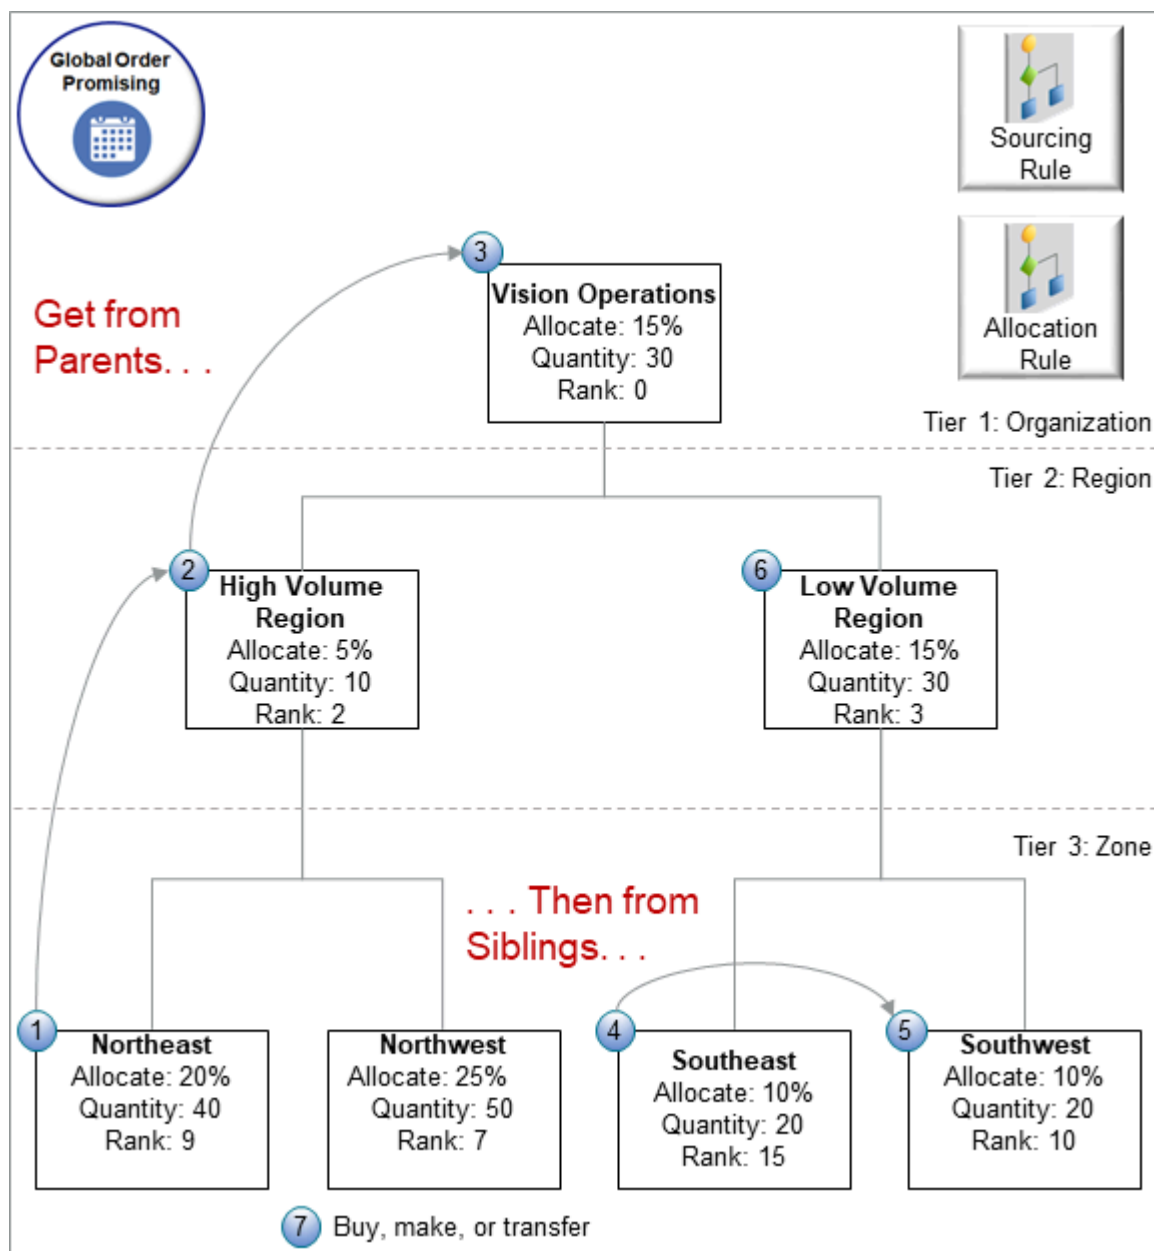 Global Order
Promising
Sourcing
Rule
Allocation
Rule
3
Vision Operations
Allocate: 15%
Quantity: 30
Rank: 0
Get from
Parents. . .
Tier 1: Organization
Tier 2: Region
2
High Volume
Region
Allocate: 5%
Quantity: 10
Rank: 2
6
Low Volume
Region
Allocate: 15%
Quantity: 30
Rank: 3
Tier 3: Zone
. . . Then from
Siblings. . .
1
Northeast
Allocate: 20%
Quantity: 40
Rank: 9
Northwest
Allocate: 25%
Quantity: 50
Rank: 7
4
Southeast
Allocate: 10%
Quantity: 20
Rank: 15
5
Southwest
Allocate: 10%
Quantity: 20
Rank: 10
7 Buy, make, or transfer